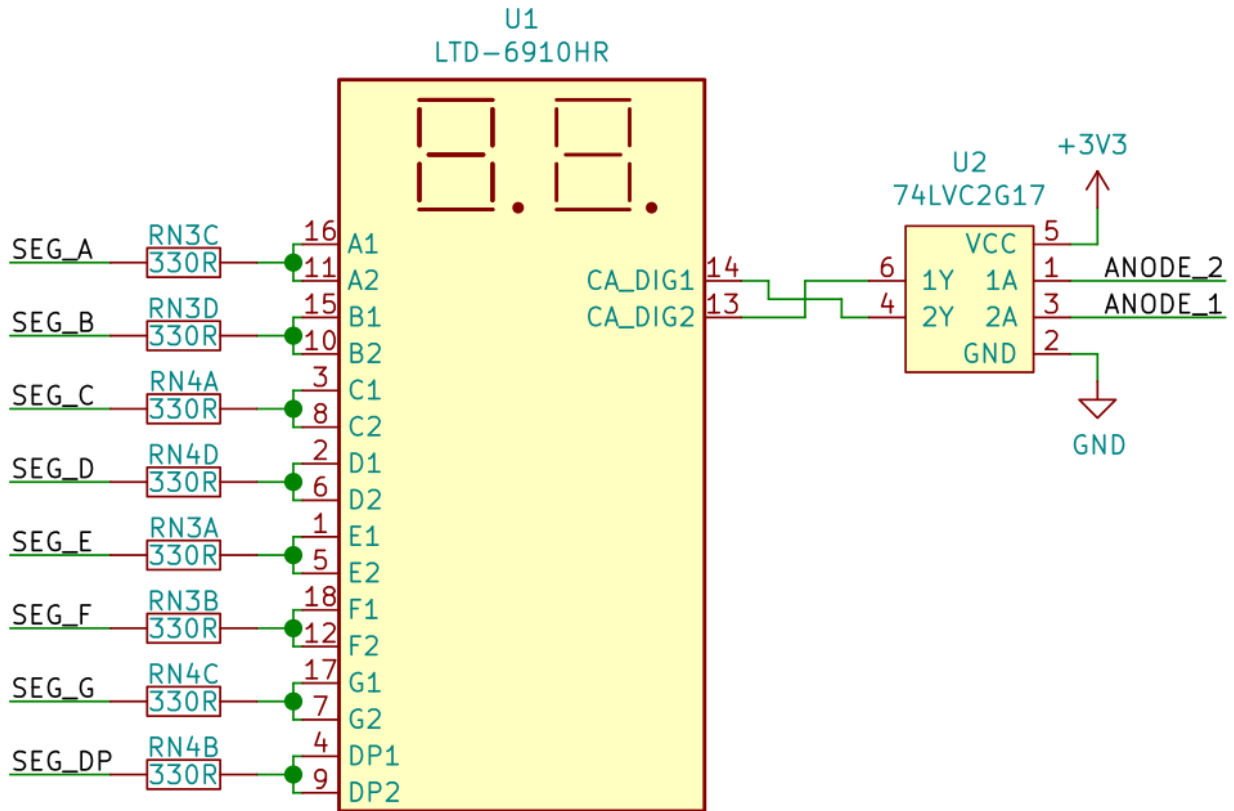 U1
LTD-6910HR
+3V3
U2
74LVC2G17
SEG_A RN3C 330R 16 A1
11 A2
SEG_B RN3D 330R 15 B1
10 B2
SEG_C RN4A 330R 3 C1
8 C2
SEG_D RN4D 330R 2 D1
6 D2
SEG_E RN3A 330R 1 E1
5 E2
SEG_F RN3B 330R 18 F1
12 F2
SEG_G RN4C 330R 17 G1
7 G2
SEG_DP RN4B 330R 4 DP1
9 DP2
CA_DIG1 14
CA_DIG2 13
VCC 5
6 1Y 1A 1 ANODE_2
4 2Y 2A 3 ANODE_1
GND 2
GND